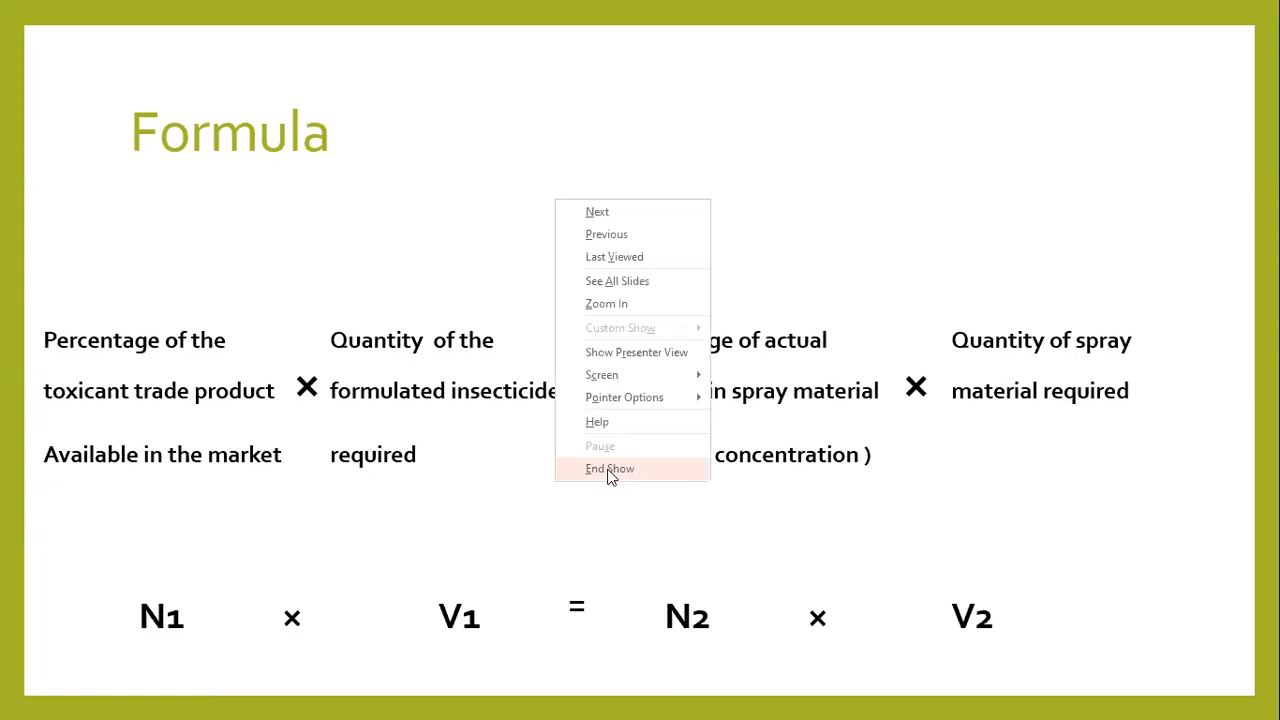 Formula
Next
Previous
Last Viewed
See All Slides
Zoom In
Custom Show
Show Presenter View
Screen
Pointer Options
Help
Pause
End Show
Percentage of the Quantity of the ge of actual Quantity of spray
toxicant trade product × formulated insecticide in spray material × material required
Available in the market required concentration )
N1 × V1 = N2 × V2